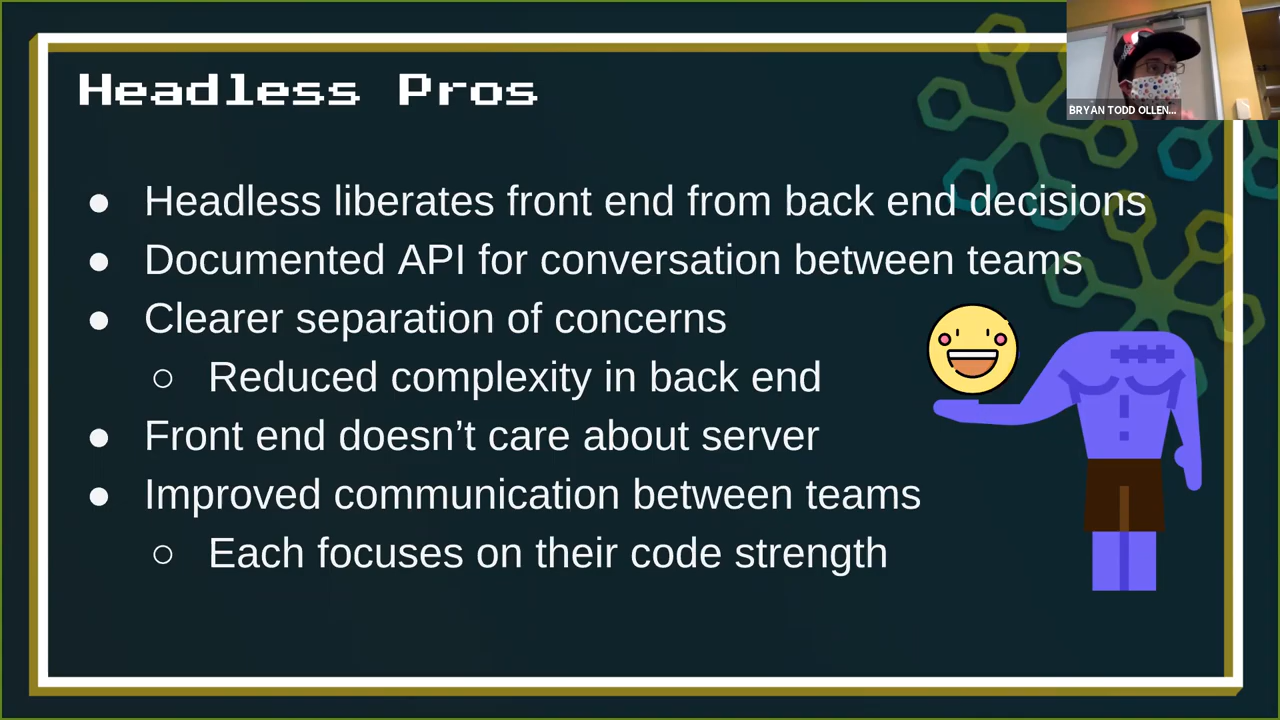 Headless Pros
BRYAN TODD OLLEN...
● Headless liberates front end from back end decisions
● Documented API for conversation between teams
● Clearer separation of concerns
○ Reduced complexity in back end
● Front end doesn’t care about server
● Improved communication between teams
○ Each focuses on their code strength